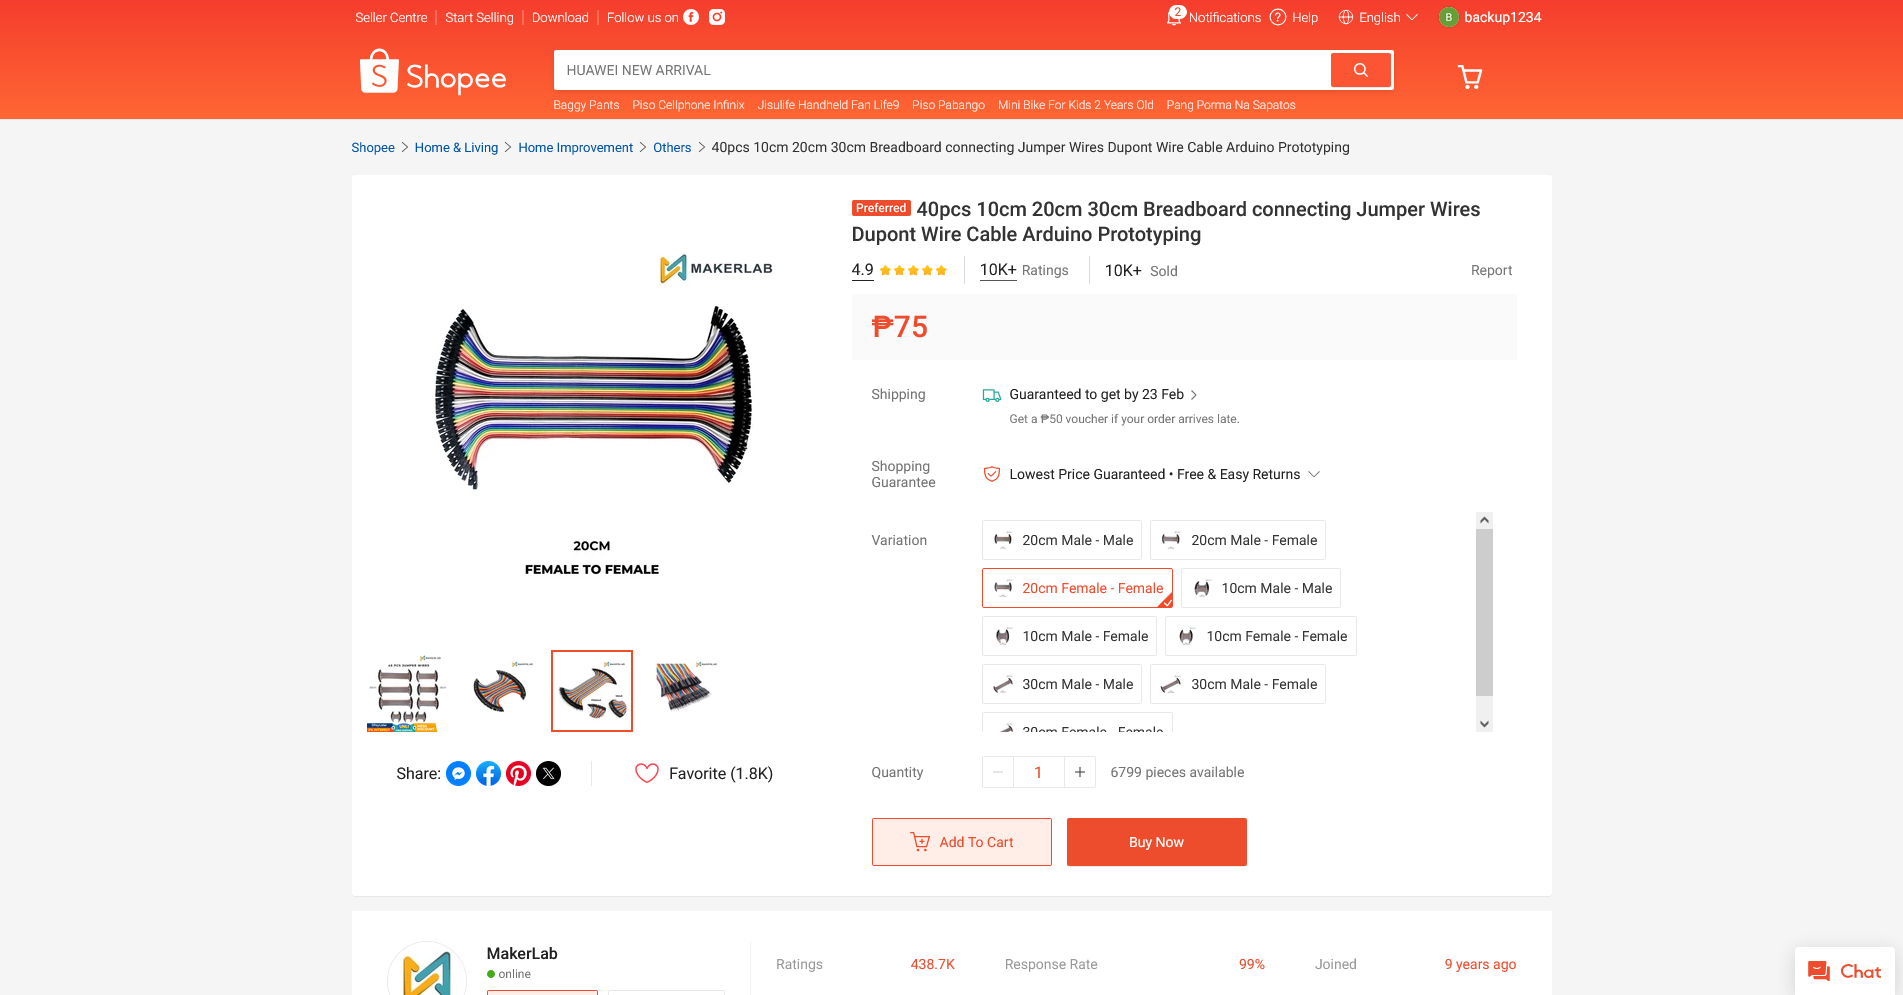 Seller Centre Start Selling Download Follow us on
2 Notifications Help English B backup1234
Shopee
HUAWEI NEW ARRIVAL
Baggy Pants Piso Cellphone Infinix Jisulife Handheld Fan Life9 Piso Pabango Mini Bike For Kids 2 Years Old Pang Porma Na Sapatos
Shopee > Home & Living > Home Improvement > Others > 40pcs 10cm 20cm 30cm Breadboard connecting Jumper Wires Dupont Wire Cable Arduino Prototyping
MAKERLAB
20CM
FEMALE TO FEMALE
Share:
Favorite (1.8K)
Preferred 40pcs 10cm 20cm 30cm Breadboard connecting Jumper Wires
Dupont Wire Cable Arduino Prototyping
4.9 10K+ Ratings 10K+ Sold Report
₱75
Shipping Guaranteed to get by 23 Feb
Get a ₱50 voucher if your order arrives late.
Shopping
Guarantee
Lowest Price Guaranteed • Free & Easy Returns
Variation
20cm Male - Male 20cm Male - Female
20cm Female - Female 10cm Male - Male
10cm Male - Female 10cm Female - Female
30cm Male - Male 30cm Male - Female
30cm Female - Female
Quantity 1 + 6799 pieces available
Add To Cart Buy Now
MakerLab
online
Ratings 438.7K Response Rate 99% Joined 9 years ago
Chat